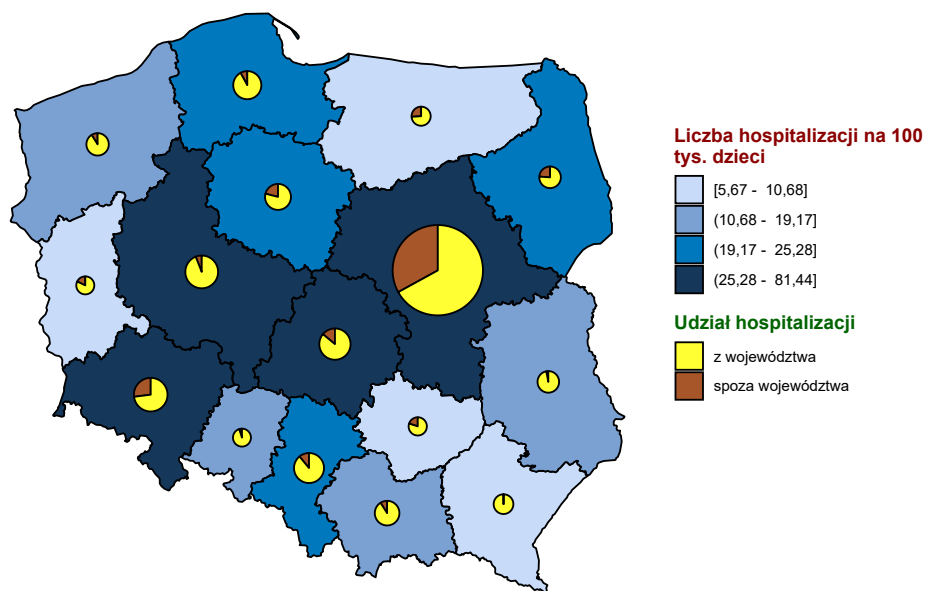 Liczba hospitalizacji na 100
tys. dzieci
[5,67 - 10,68]
(10,68 - 19,17]
(19,17 - 25,28]
(25,28 - 81,44]
Udział hospitalizacji
z województwa
spoza województwa